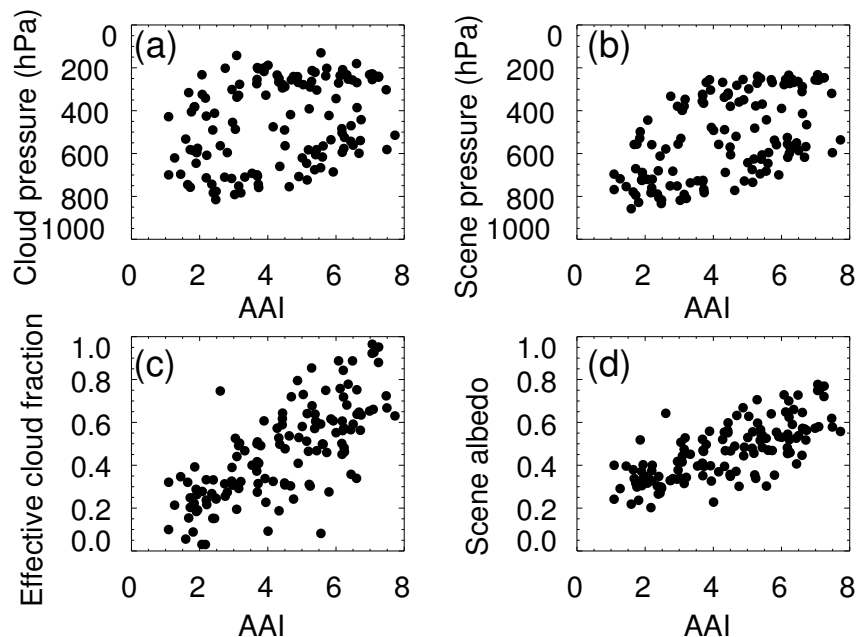 (a)
Cloud pressure (hPa)
0
200
400
600
800
1000
0 2 4 6 8
AAI
(b)
Scene pressure (hPa)
0
200
400
600
800
1000
0 2 4 6 8
AAI
(c)
Effective cloud fraction
1.0
0.8
0.6
0.4
0.2
0.0
0 2 4 6 8
AAI
(d)
Scene albedo
1.0
0.8
0.6
0.4
0.2
0.0
0 2 4 6 8
AAI